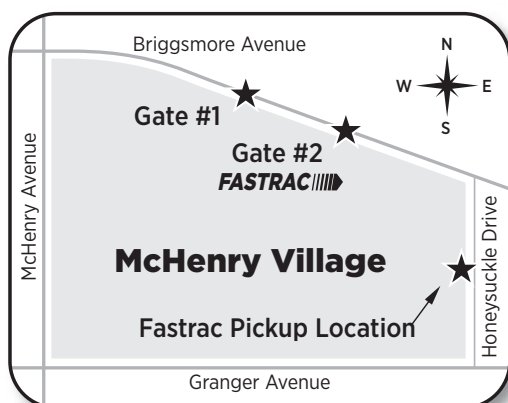 Briggsmore Avenue
N
W E
S
Gate #1
Gate #2
FASTRAC
McHenry Avenue
McHenry Village
Honeysuckle Drive
Fastrac Pickup Location
Granger Avenue